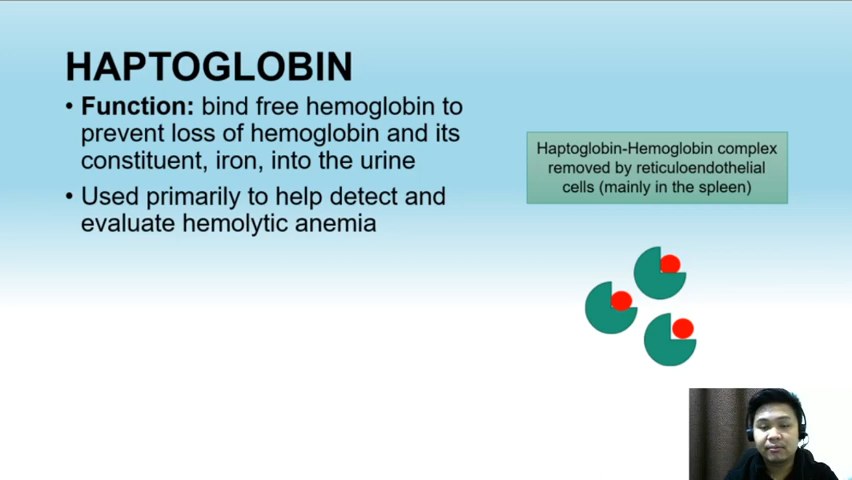 HAPTOGLOBIN
• Function: bind free hemoglobin to
prevent loss of hemoglobin and its
constituent, iron, into the urine
• Used primarily to help detect and
evaluate hemolytic anemia
Haptoglobin-Hemoglobin complex
removed by reticuloendothelial
cells (mainly in the spleen)